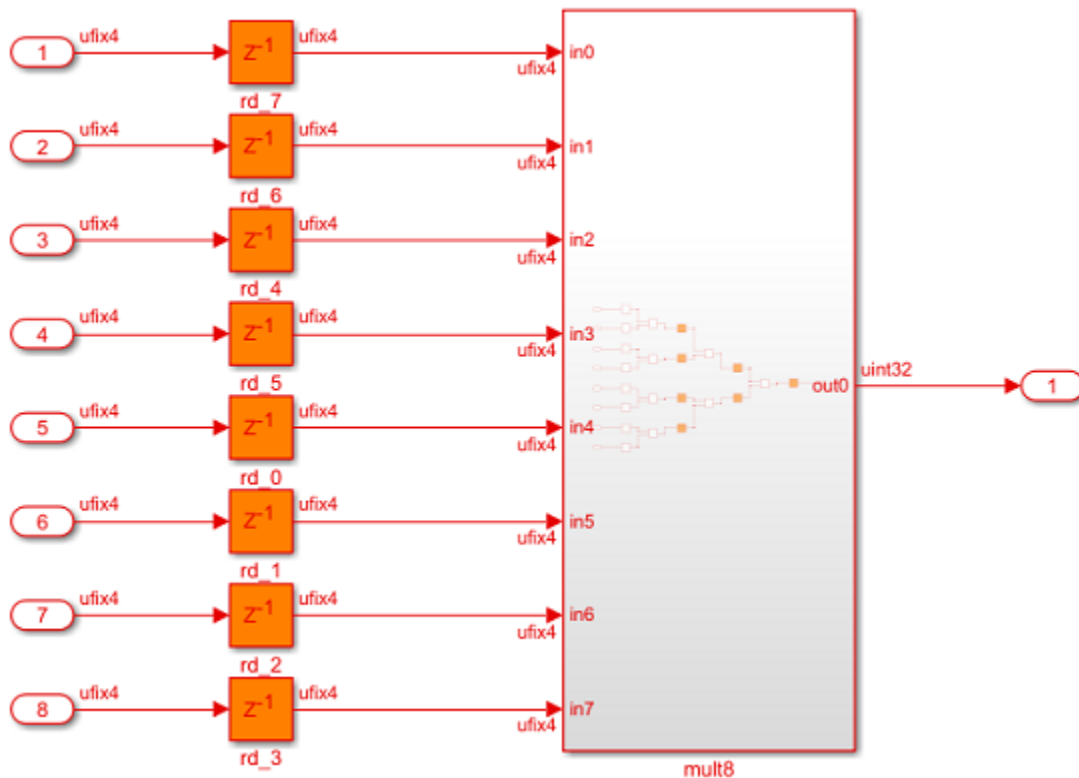 1 ufix4 Z-1 ufix4 ufix4 in0
rd_7
2 ufix4 Z-1 ufix4 ufix4 in1
rd_6
3 ufix4 Z-1 ufix4 ufix4 in2
rd_4
4 ufix4 Z-1 ufix4 ufix4 in3
rd_5
out0 uint32 1
5 ufix4 Z-1 ufix4 ufix4 in4
rd_0
6 ufix4 Z-1 ufix4 ufix4 in5
rd_1
7 ufix4 Z-1 ufix4 ufix4 in6
rd_2
8 ufix4 Z-1 ufix4 ufix4 in7
rd_3
mult8